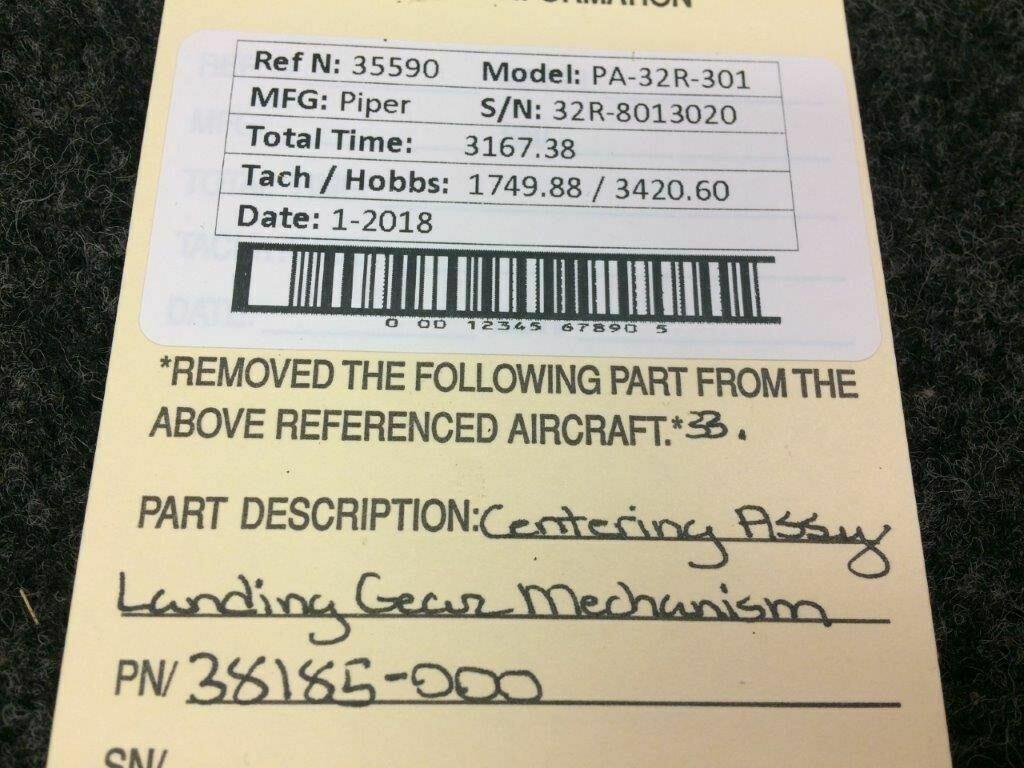 Ref N: 35590 Model: PA-32R-301
MFG: Piper S/N: 32R-8013020
Total Time: 3167.38
Tach / Hobbs: 1749.88 / 3420.60
Date: 1-2018
0 00 12345 67890 5
*REMOVED THE FOLLOWING PART FROM THE
ABOVE REFERENCED AIRCRAFT.*33.
PART DESCRIPTION: Centering Assy
Landing Gear Mechanism
PN/ 38185-000
SN/